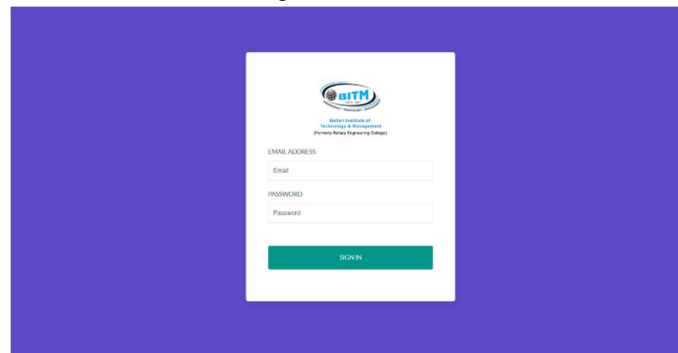 BITM
Ballari Institute of
Technology & Management
(Formerly Bellary Engineering College)
EMAIL ADDRESS
Email
PASSWORD
Password
SIGN IN